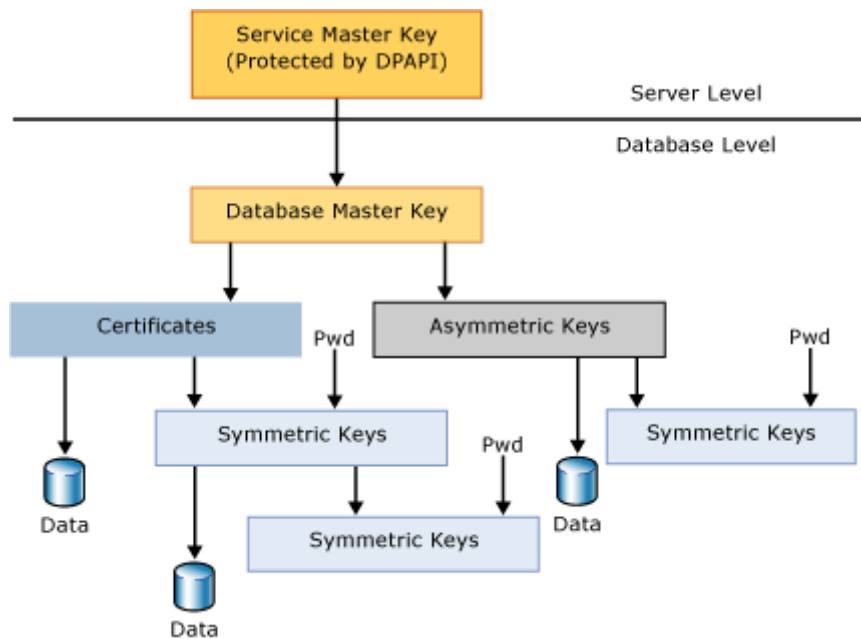 Service Master Key
(Protected by DPAPI)
Server Level
Database Level
Database Master Key
Certificates
Pwd
Asymmetric Keys
Pwd
Symmetric Keys
Pwd
Symmetric Keys
Data
Symmetric Keys
Data
Data